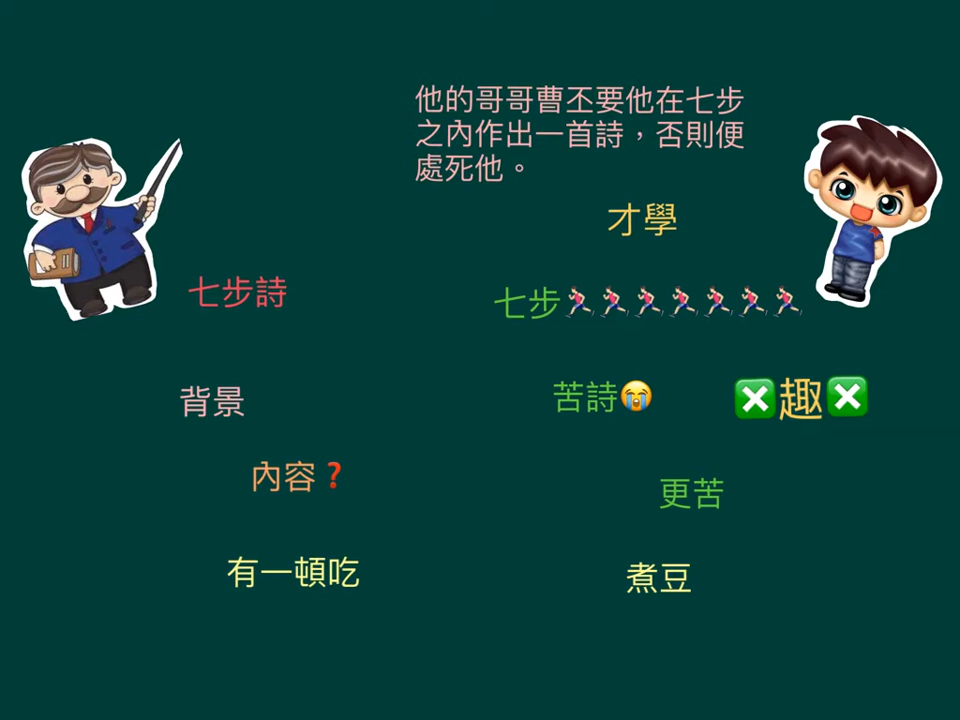 他的哥哥曹丕要他在七步
之內作出一首詩，否則便
處死他。
才學
七步詩
七步🏃🏻‍♀️🏃🏻‍♀️🏃🏻‍♀️🏃🏻‍♀️🏃🏻‍♀️🏃🏻‍♀️🏃🏻‍♀️
背景
苦詩😭
❎趣❎
內容❓
更苦
有一頓吃
煮豆